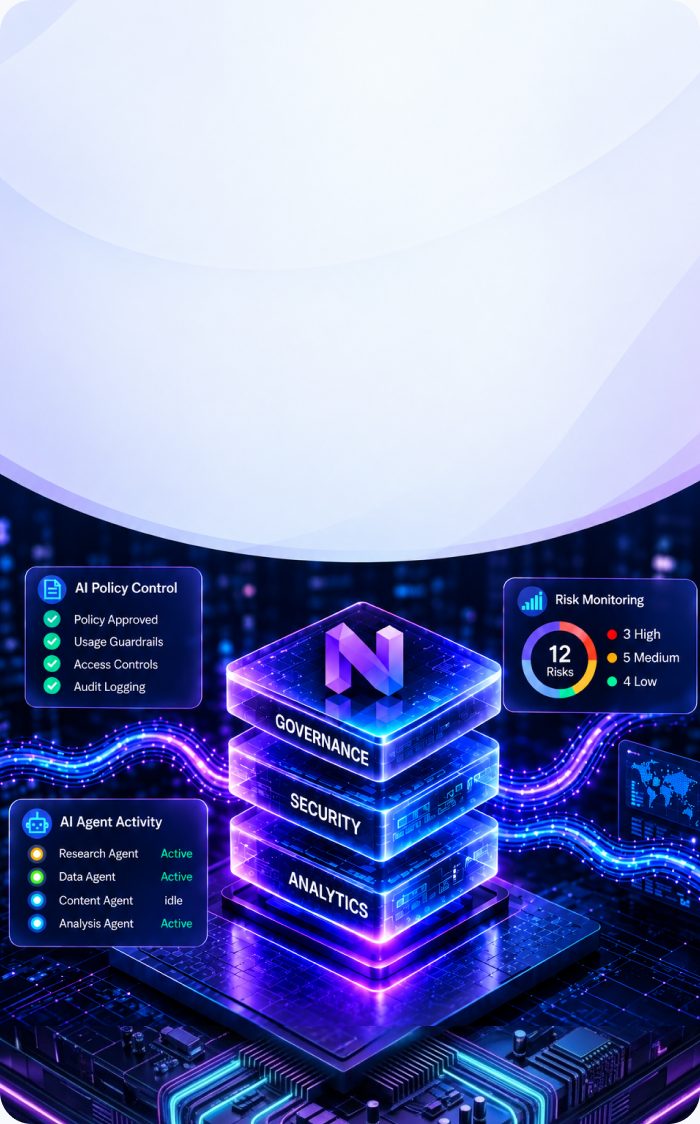 AI Policy Control
Policy Approved
Usage Guardrails
Access Controls
Audit Logging
Risk Monitoring
12
Risks
3 High
5 Medium
4 Low
N
GOVERNANCE
SECURITY
ANALYTICS
AI Agent Activity
Research Agent Active
Data Agent Active
Content Agent idle
Analysis Agent Active